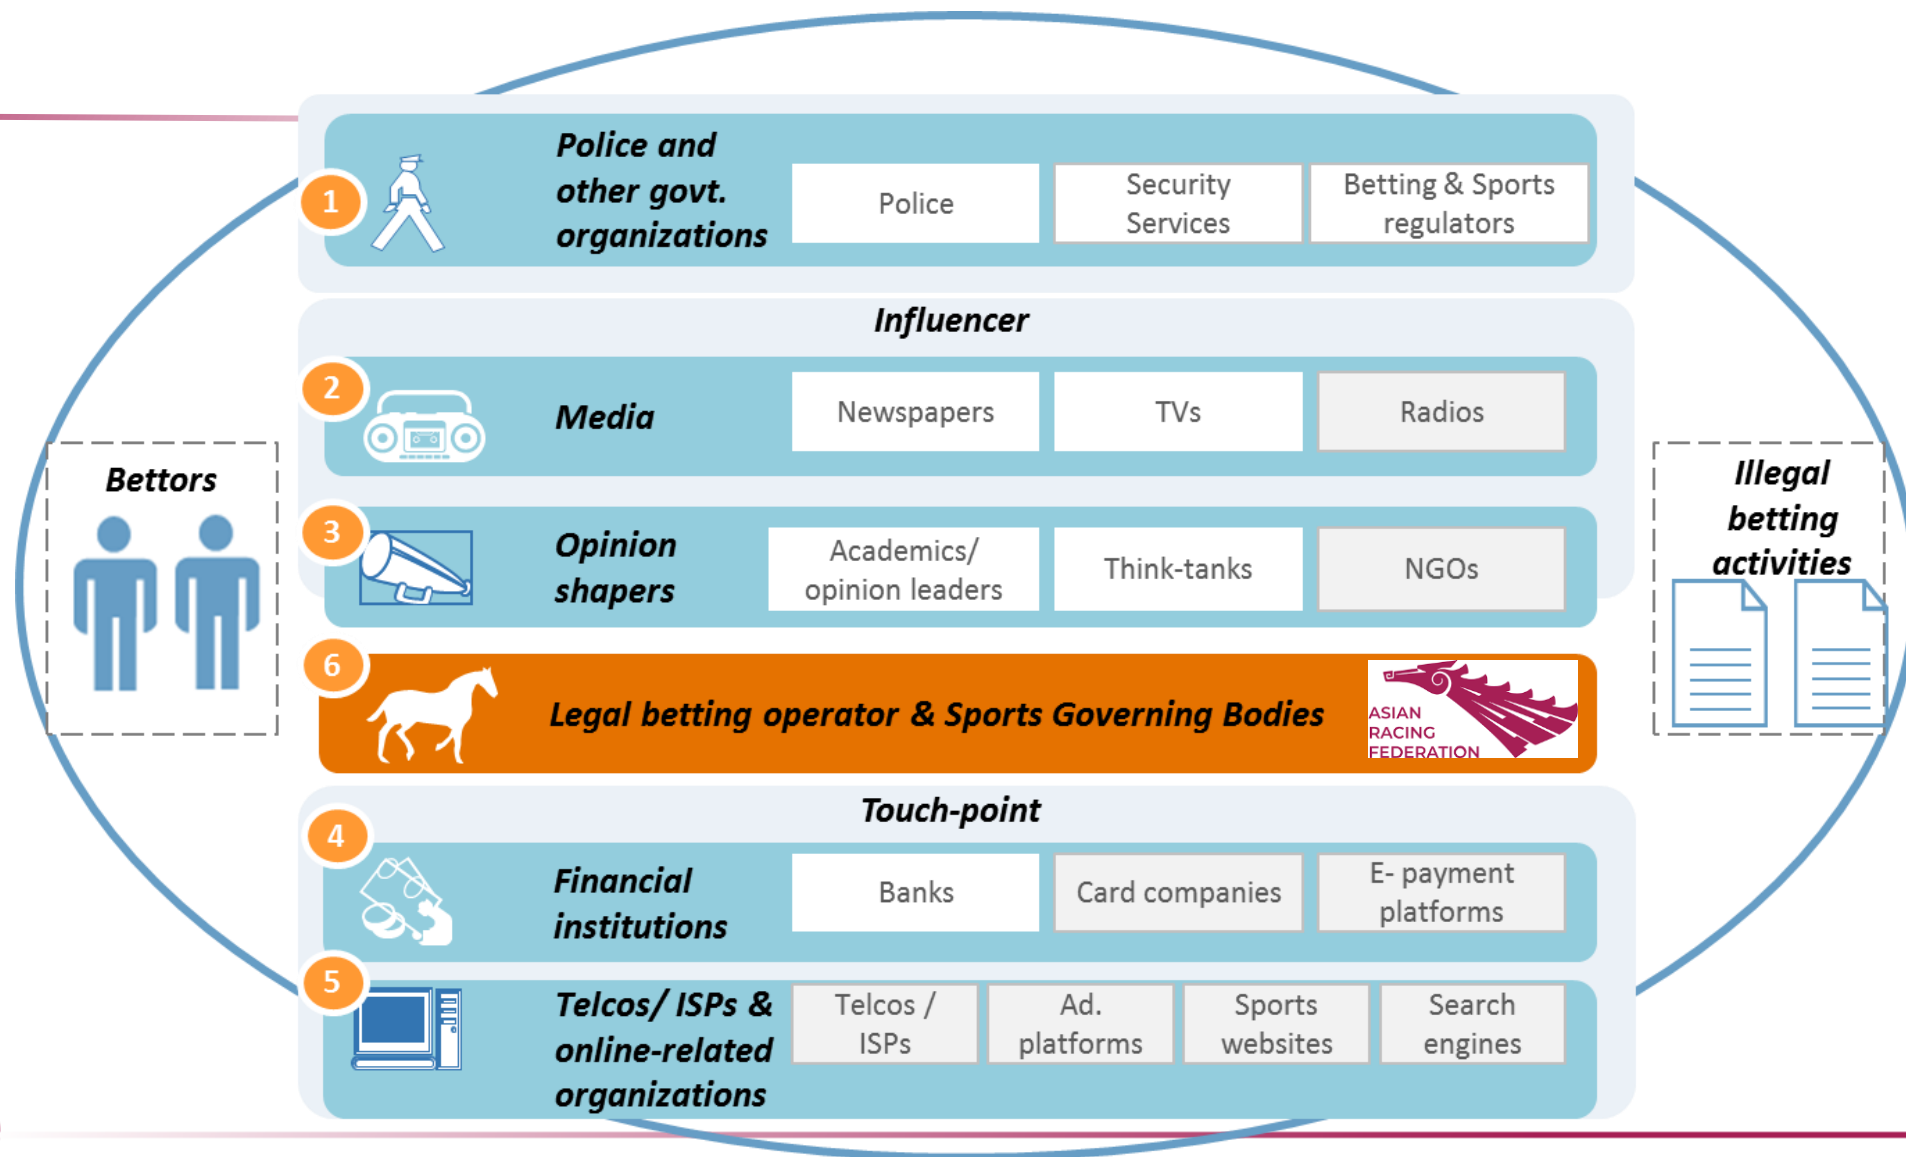 1
Police and
other govt.
organizations
Police
Security
Services
Betting & Sports
regulators
Influencer
2
Media
Newspapers
TVs
Radios
3
Opinion
shapers
Academics/
opinion leaders
Think-tanks
NGOs
Bettors
Illegal
betting
activities
6
Legal betting operator & Sports Governing Bodies
ASIAN
RACING
FEDERATION
Touch-point
4
Financial
institutions
Banks
Card companies
E- payment
platforms
5
Telcos/ ISPs &
online-related
organizations
Telcos /
ISPs
Ad.
platforms
Sports
websites
Search
engines